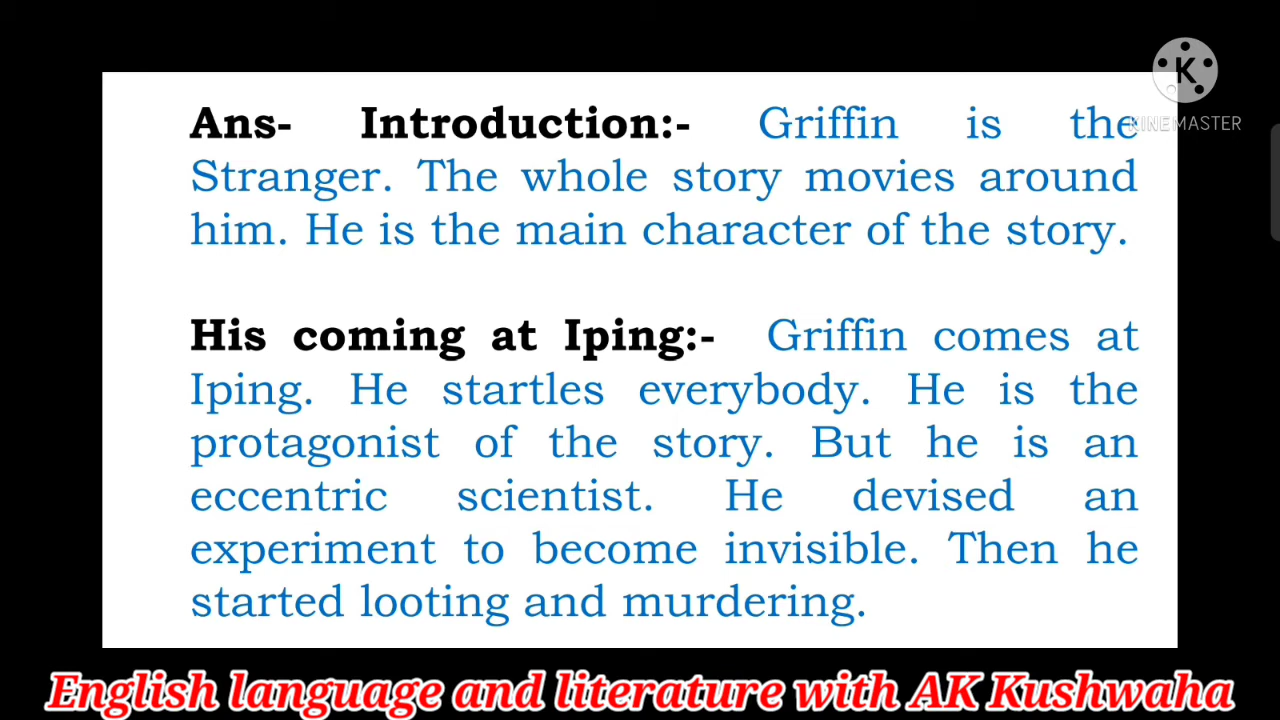 K
KINEMASTER
Ans- Introduction:- Griffin is the
Stranger. The whole story movies around
him. He is the main character of the story.
His coming at Iping:- Griffin comes at
Iping. He startles everybody. He is the
protagonist of the story. But he is an
eccentric scientist. He devised an
experiment to become invisible. Then he
started looting and murdering.
English language and literature with AK Kushwaha